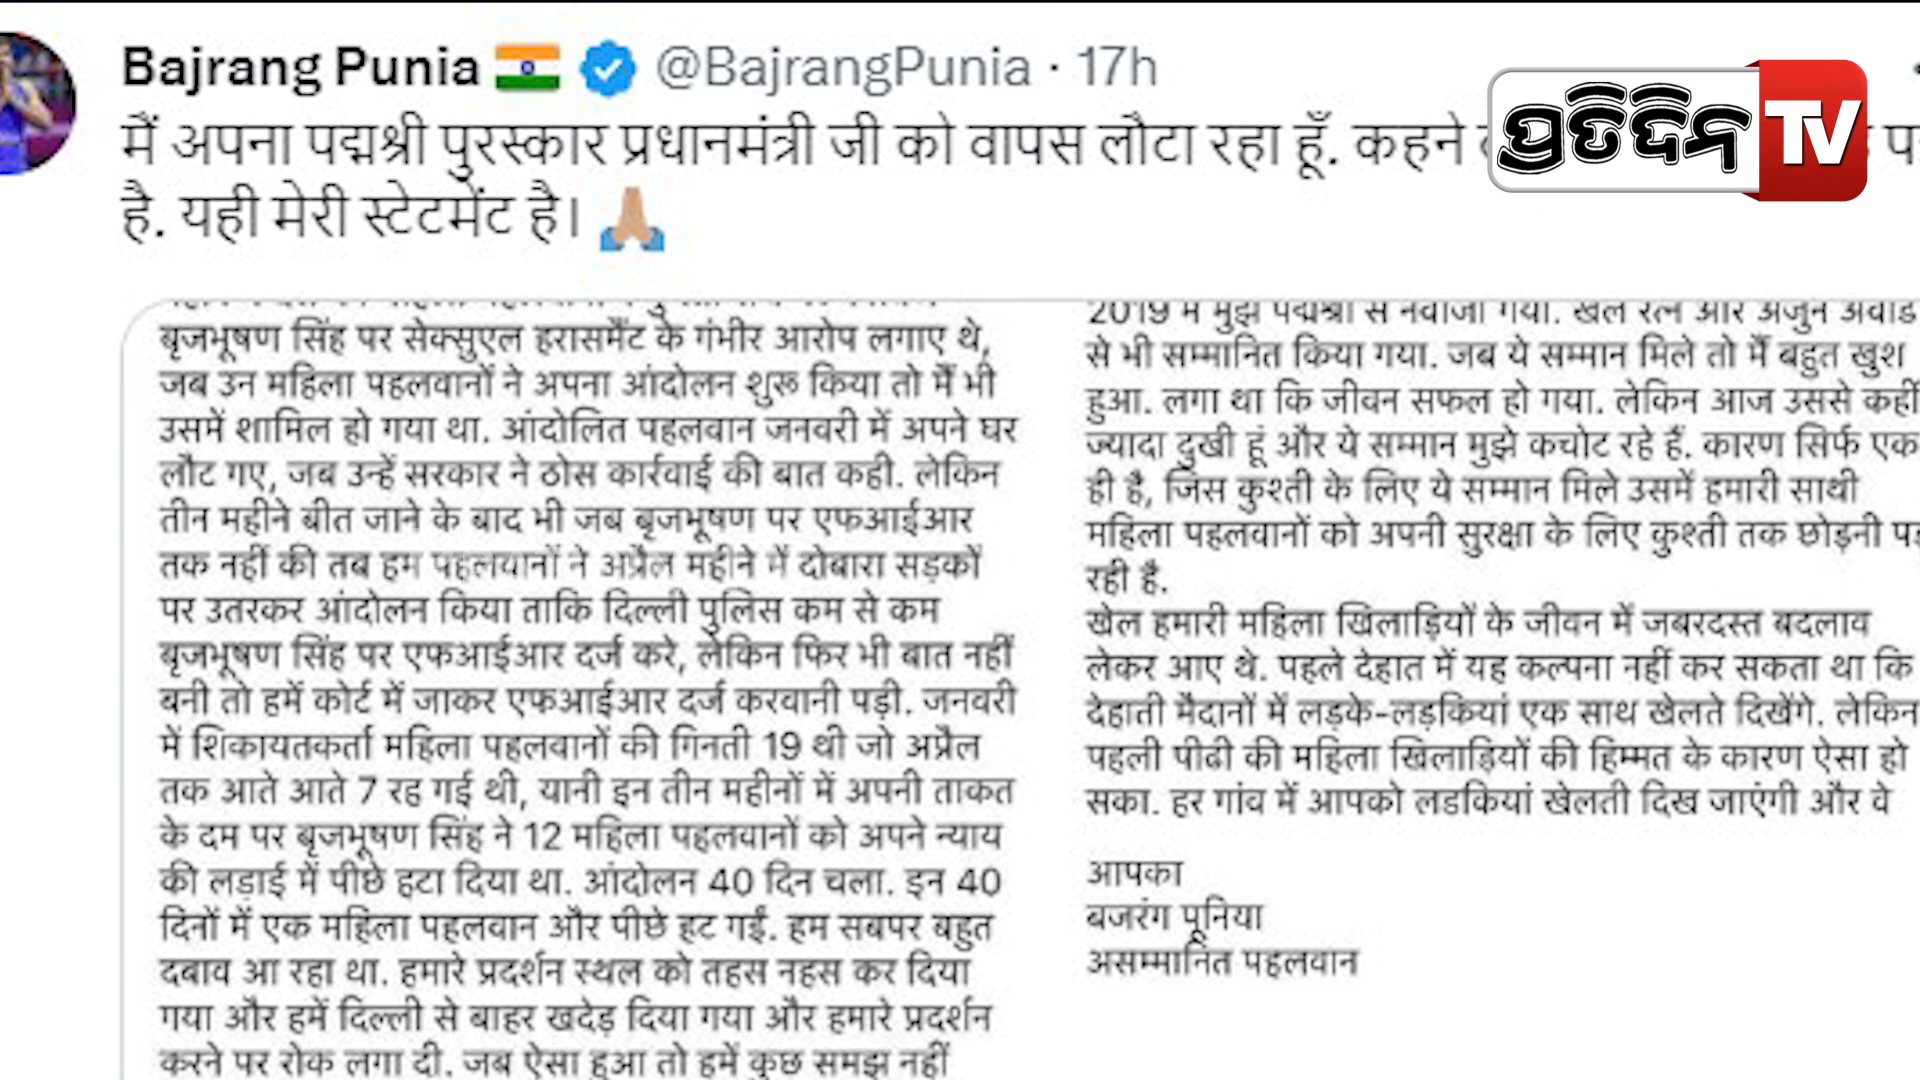 Bajrang Punia @BajrangPunia · 17h
मैं अपना पद्मश्री पुरस्कार प्रधानमंत्री जी को वापस लौटा रहा हूँ. कहने
है. यही मेरी स्टेटमेंट है।
ପ୍ରତିଦିନ TV
बृजभूषण सिंह पर सेक्सुएल हरासमैंट के गंभीर आरोप लगाए थे,
जब उन महिला पहलवानों ने अपना आंदोलन शुरू किया तो मैं भी
उसमें शामिल हो गया था. आंदोलित पहलवान जनवरी में अपने घर
लौट गए, जब उन्हें सरकार ने ठोस कार्रवाई की बात कही. लेकिन
तीन महीने बीत जाने के बाद भी जब बृजभूषण पर एफआईआर
तक नहीं की तब हम पहलवानों ने अप्रैल महीने में दोबारा सड़कों
पर उतरकर आंदोलन किया ताकि दिल्ली पुलिस कम से कम
बृजभूषण सिंह पर एफआईआर दर्ज करे, लेकिन फिर भी बात नहीं
बनी तो हमें कोर्ट में जाकर एफआईआर दर्ज करवानी पड़ी. जनवरी
में शिकायतकर्ता महिला पहलवानों की गिनती 19 थी जो अप्रैल
तक आते आते 7 रह गई थी, यानी इन तीन महीनों में अपनी ताकत
के दम पर बृजभूषण सिंह ने 12 महिला पहलवानों को अपने न्याय
की लड़ाई में पीछे हटा दिया था. आंदोलन 40 दिन चला. इन 40
दिनों में एक महिला पहलवान और पीछे हट गईं. हम सबपर बहुत
दबाव आ रहा था. हमारे प्रदर्शन स्थल को तहस नहस कर दिया
गया और हमें दिल्ली से बाहर खदेड़ दिया गया और हमारे प्रदर्शन
करने पर रोक लगा दी. जब ऐसा हुआ तो हमें कुछ समझ नहीं
2019 में मुझे पद्मश्री से नवाजा गया. खेल रत्न और अर्जुन अवार्ड
से भी सम्मानित किया गया. जब ये सम्मान मिले तो मैं बहुत खुश
हुआ. लगा था कि जीवन सफल हो गया. लेकिन आज उससे कहीं
ज्यादा दुखी हूं और ये सम्मान मुझे कचोट रहे हैं. कारण सिर्फ एक
ही है, जिस कुश्ती के लिए ये सम्मान मिले उसमें हमारी साथी
महिला पहलवानों को अपनी सुरक्षा के लिए कुश्ती तक छोड़नी
रही है.
खेल हमारी महिला खिलाड़ियों के जीवन में जबरदस्त बदलाव
लेकर आए थे. पहले देहात में यह कल्पना नहीं कर सकता था कि
देहाती मैदानों में लड़के-लड़कियां एक साथ खेलते दिखेंगे. लेकिन
पहली पीढी की महिला खिलाड़ियों की हिम्मत के कारण ऐसा हो
सका. हर गांव में आपको लडकियां खेलती दिख जाएंगी और वे
आपका
बजरंग पूनिया
असम्मानित पहलवान